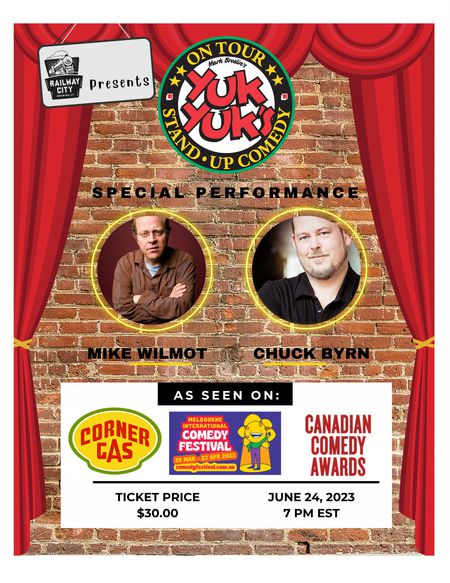 RAILWAY
CITY
BREWING CO.
Presents
ON TOUR
Mark Breslin's
YUK
YUK'S
STAND-UP COMEDY
SPECIAL PERFORMANCE
MIKE WILMOT
CHUCK BYRN
AS SEEN ON:
CORNER
GAS
MELBOURNE
INTERNATIONAL
COMEDY
FESTIVAL
29 MAR - 23 APR 2023
comedyfestival.com.au
CANADIAN
COMEDY
AWARDS
TICKET PRICE
$30.00
JUNE 24, 2023
7 PM EST